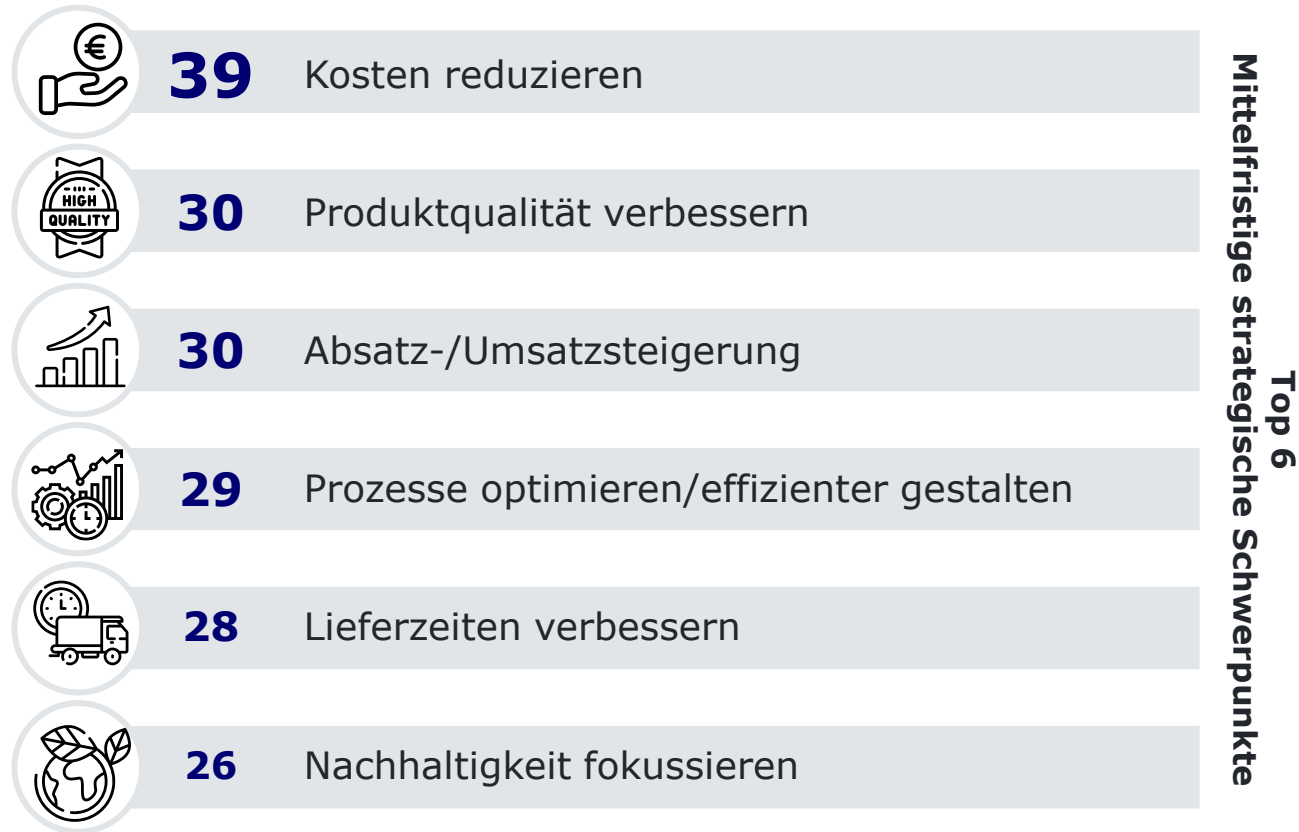 39 Kosten reduzieren
HIGH
QUALITY
30 Produktqualität verbessern
30 Absatz-/Umsatzsteigerung
29 Prozesse optimieren/effizienter gestalten
28 Lieferzeiten verbessern
26 Nachhaltigkeit fokussieren
Top 6
Mittelfristige strategische Schwerpunkte